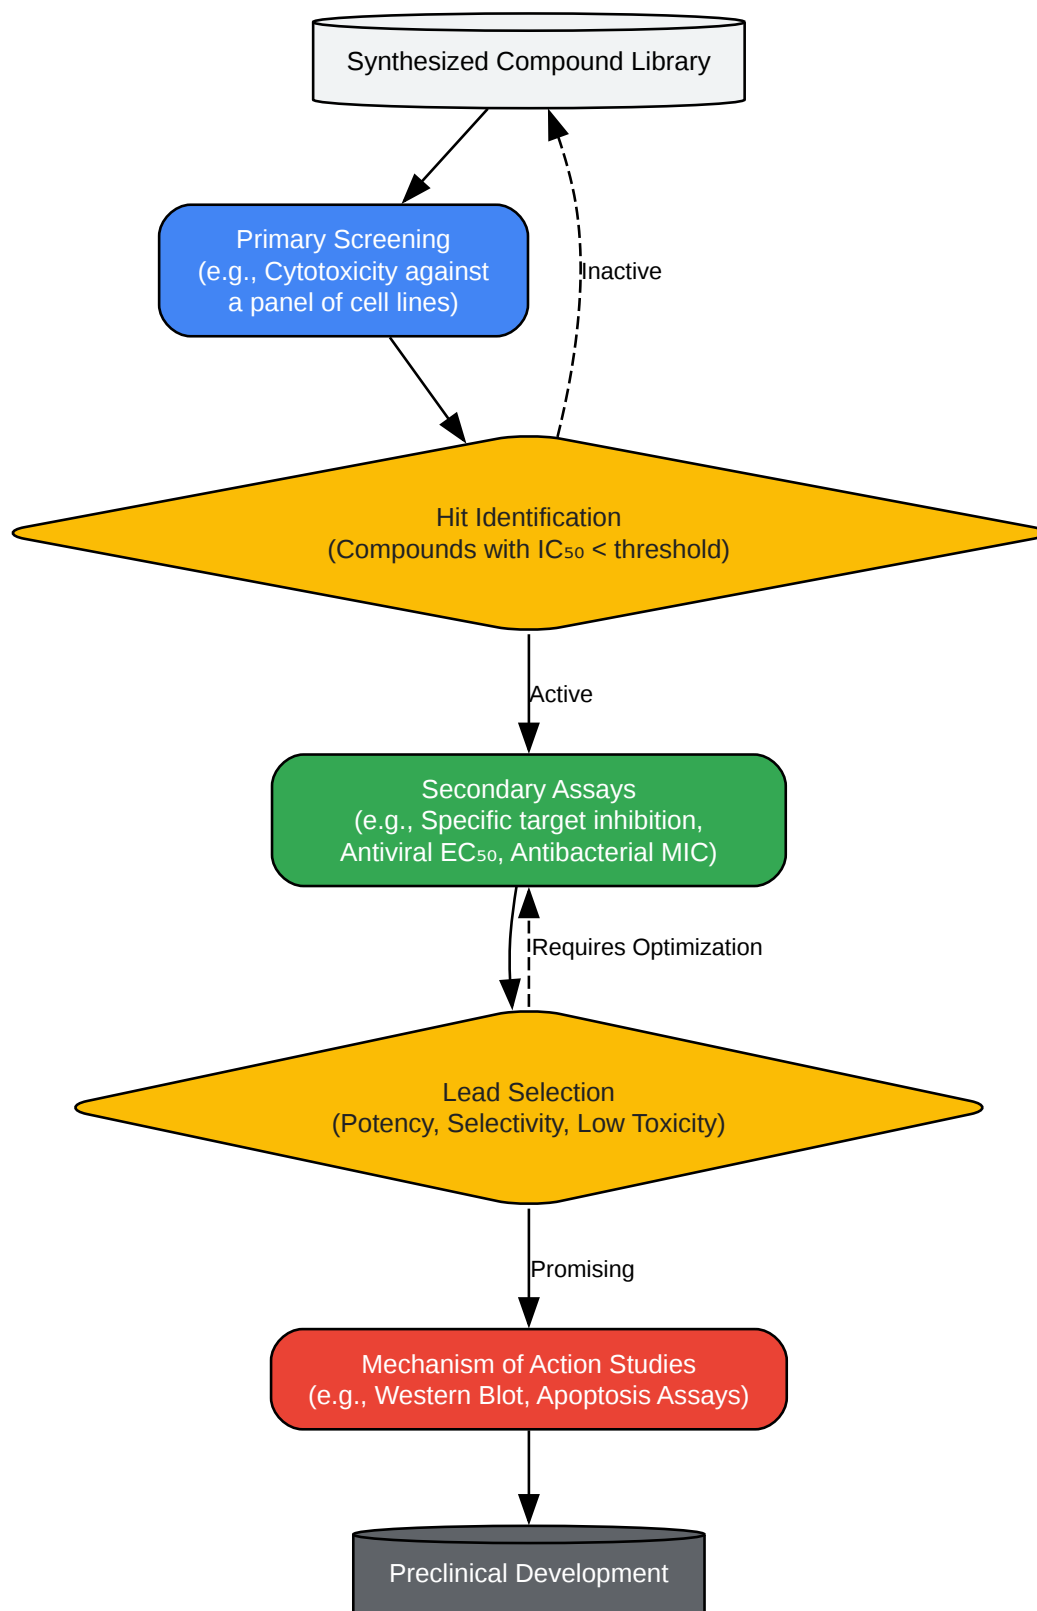 Synthesized Compound Library
Primary Screening
(e.g., Cytotoxicity against
a panel of cell lines)
Inactive
Hit Identification
(Compounds with IC₅₀ < threshold)
Active
Secondary Assays
(e.g., Specific target inhibition,
Antiviral EC₅₀, Antibacterial MIC)
Requires Optimization
Lead Selection
(Potency, Selectivity, Low Toxicity)
Promising
Mechanism of Action Studies
(e.g., Western Blot, Apoptosis Assays)
Preclinical Development